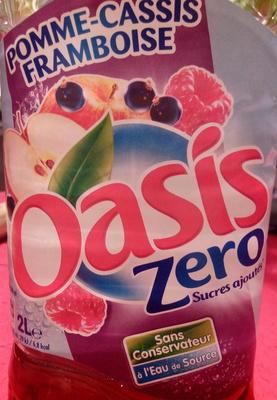 POMME-CASSIS
FRAMBOISE
Oasis
Zero
Sucres ajoutés
2L e
Sans
Conservateur
à l'Eau de Source